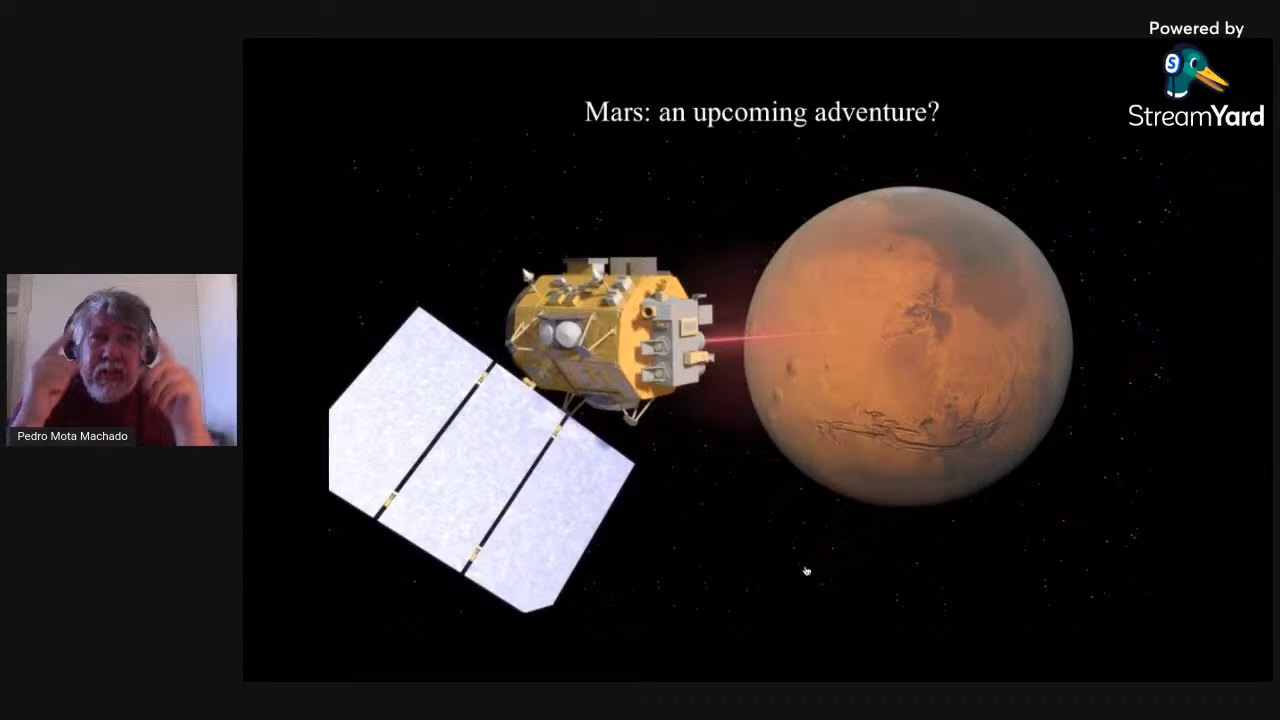 Powered by
S
StreamYard
Mars: an upcoming adventure?
Pedro Mota Machado